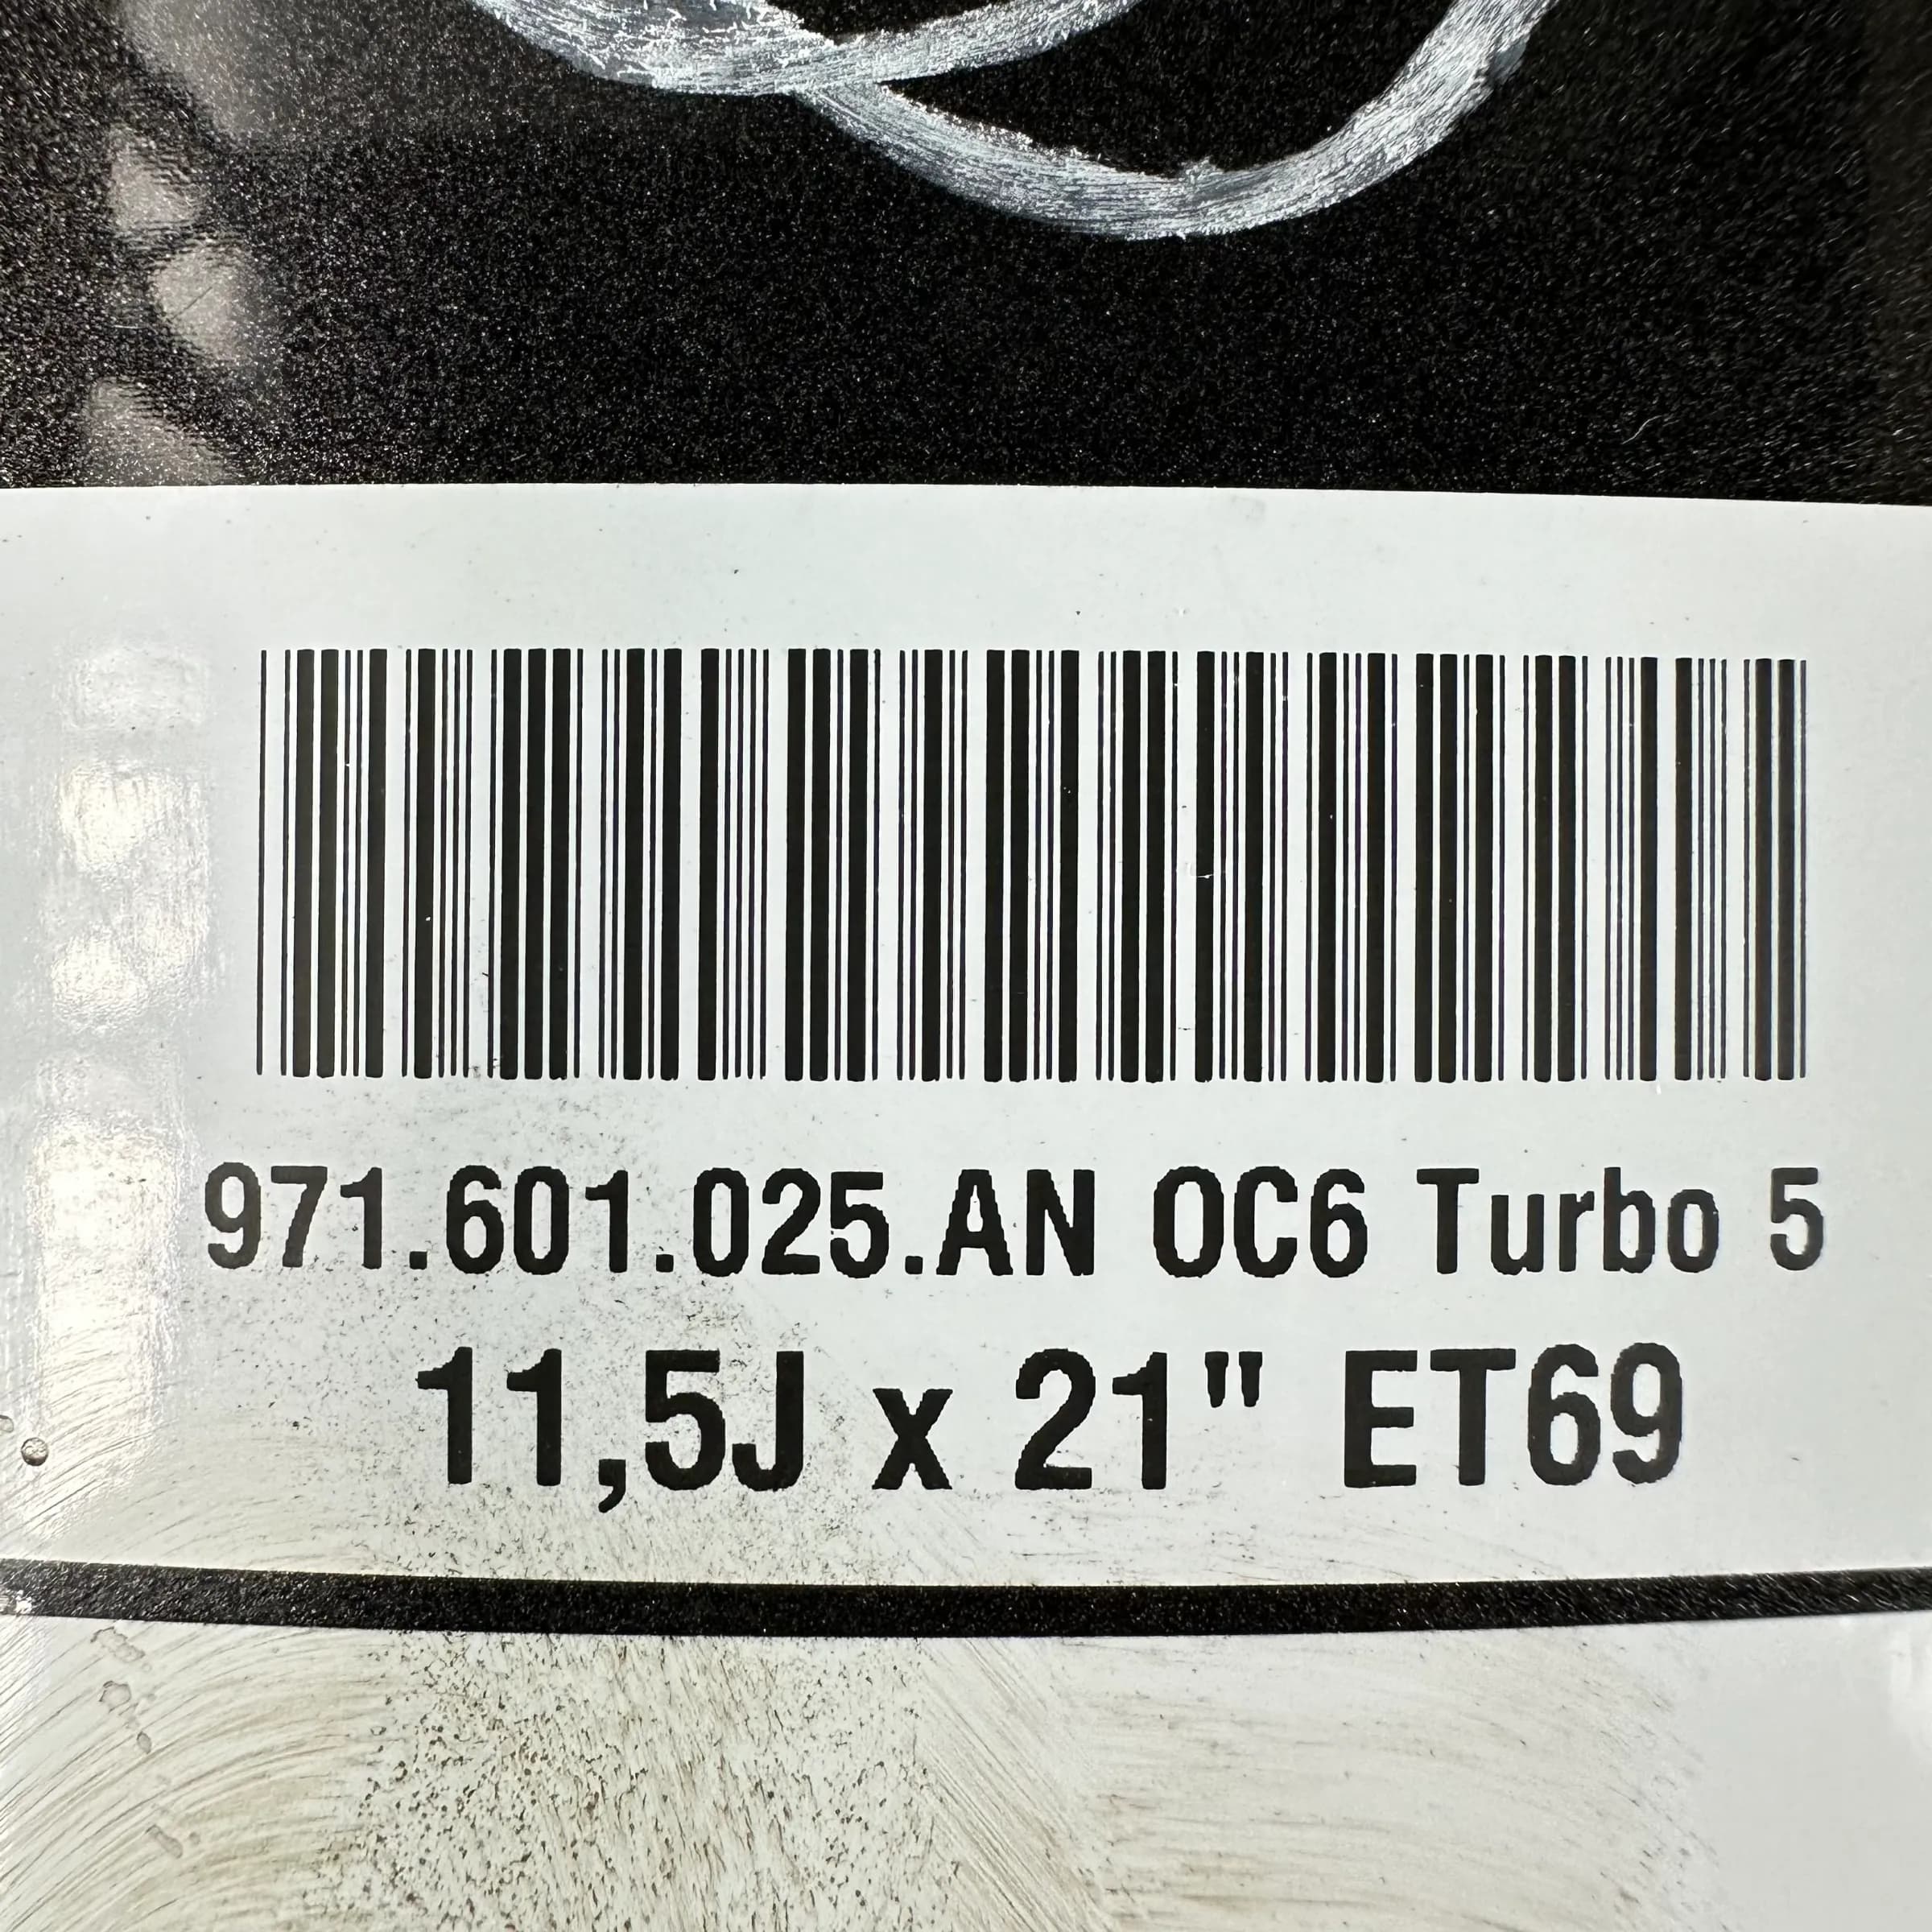 971.601.025.AN OC6 Turbo 5
11,5J x 21" ET69